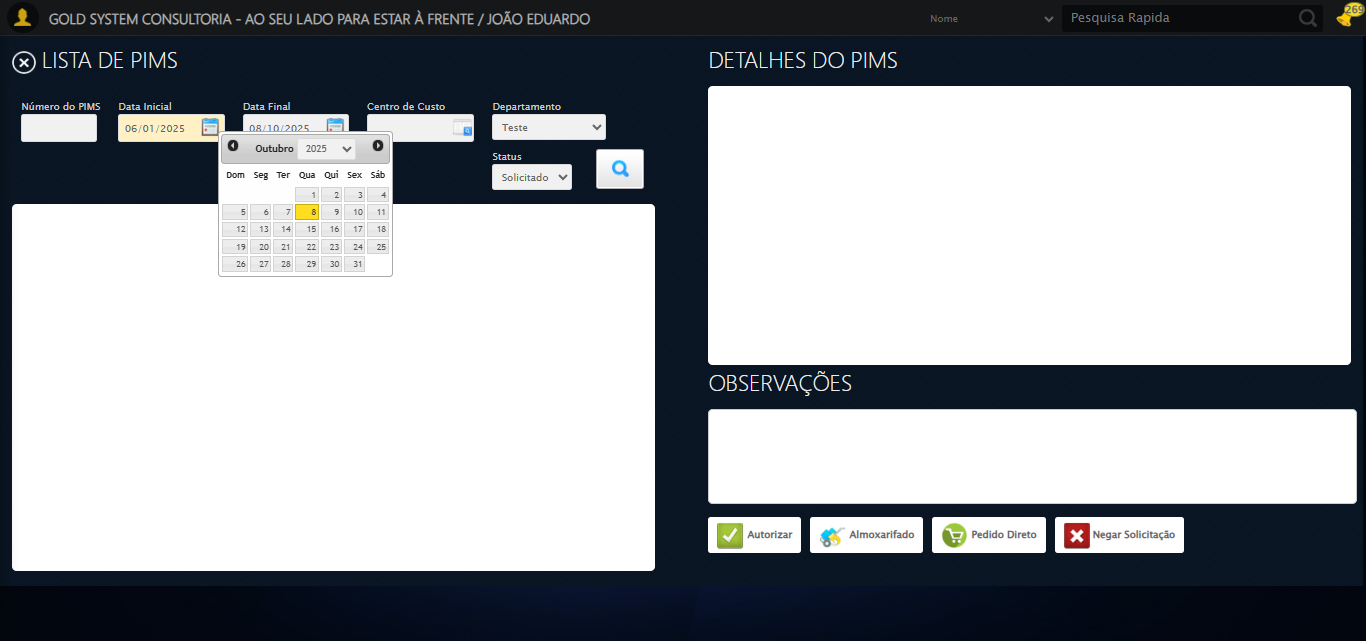 GOLD SYSTEM CONSULTORIA - AO SEU LADO PARA ESTAR À FRENTE / JOÃO EDUARDO
Nome
Pesquisa Rapida
269
LISTA DE PIMS
Número do PIMS
Data Inicial
06/01/2025
Data Final
08/10/2025
Centro de Custo
Departamento
Teste
Status
Solicitado
Outubro 2025
Dom Seg Ter Qua Qui Sex Sáb
1 2 3 4
5 6 7 8 9 10 11
12 13 14 15 16 17 18
19 20 21 22 23 24 25
26 27 28 29 30 31
DETALHES DO PIMS
OBSERVAÇÕES
Autorizar
Almoxarifado
Pedido Direto
Negar Solicitação